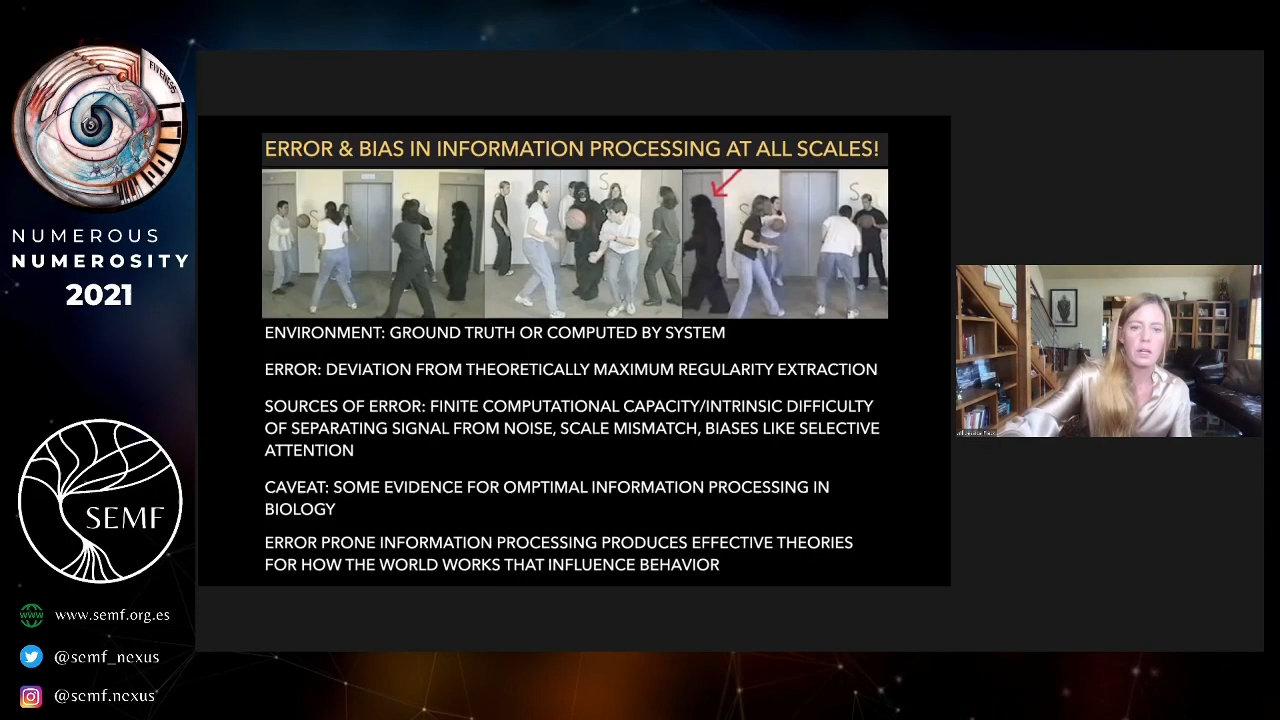 FIVENESS
NUMEROUS
NUMEROSITY
2021
SEMF
www.semf.org.es
@semf_nexus
@semf.nexus
ERROR & BIAS IN INFORMATION PROCESSING AT ALL SCALES!
S
S
S
S
ENVIRONMENT: GROUND TRUTH OR COMPUTED BY SYSTEM
ERROR: DEVIATION FROM THEORETICALLY MAXIMUM REGULARITY EXTRACTION
SOURCES OF ERROR: FINITE COMPUTATIONAL CAPACITY/INTRINSIC DIFFICULTY
OF SEPARATING SIGNAL FROM NOISE, SCALE MISMATCH, BIASES LIKE SELECTIVE
ATTENTION
CAVEAT: SOME EVIDENCE FOR OMPTIMAL INFORMATION PROCESSING IN
BIOLOGY
ERROR PRONE INFORMATION PROCESSING PRODUCES EFFECTIVE THEORIES
FOR HOW THE WORLD WORKS THAT INFLUENCE BEHAVIOR